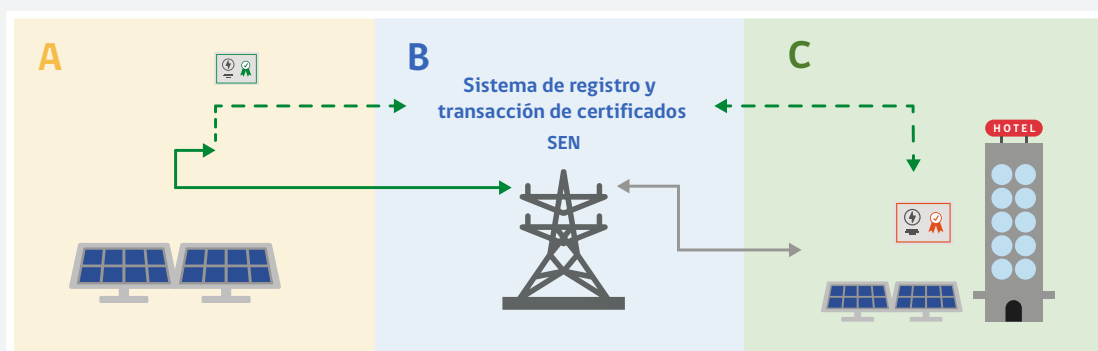 A
B
Sistema de registro y
transacción de certificados
SEN
C
HOTEL